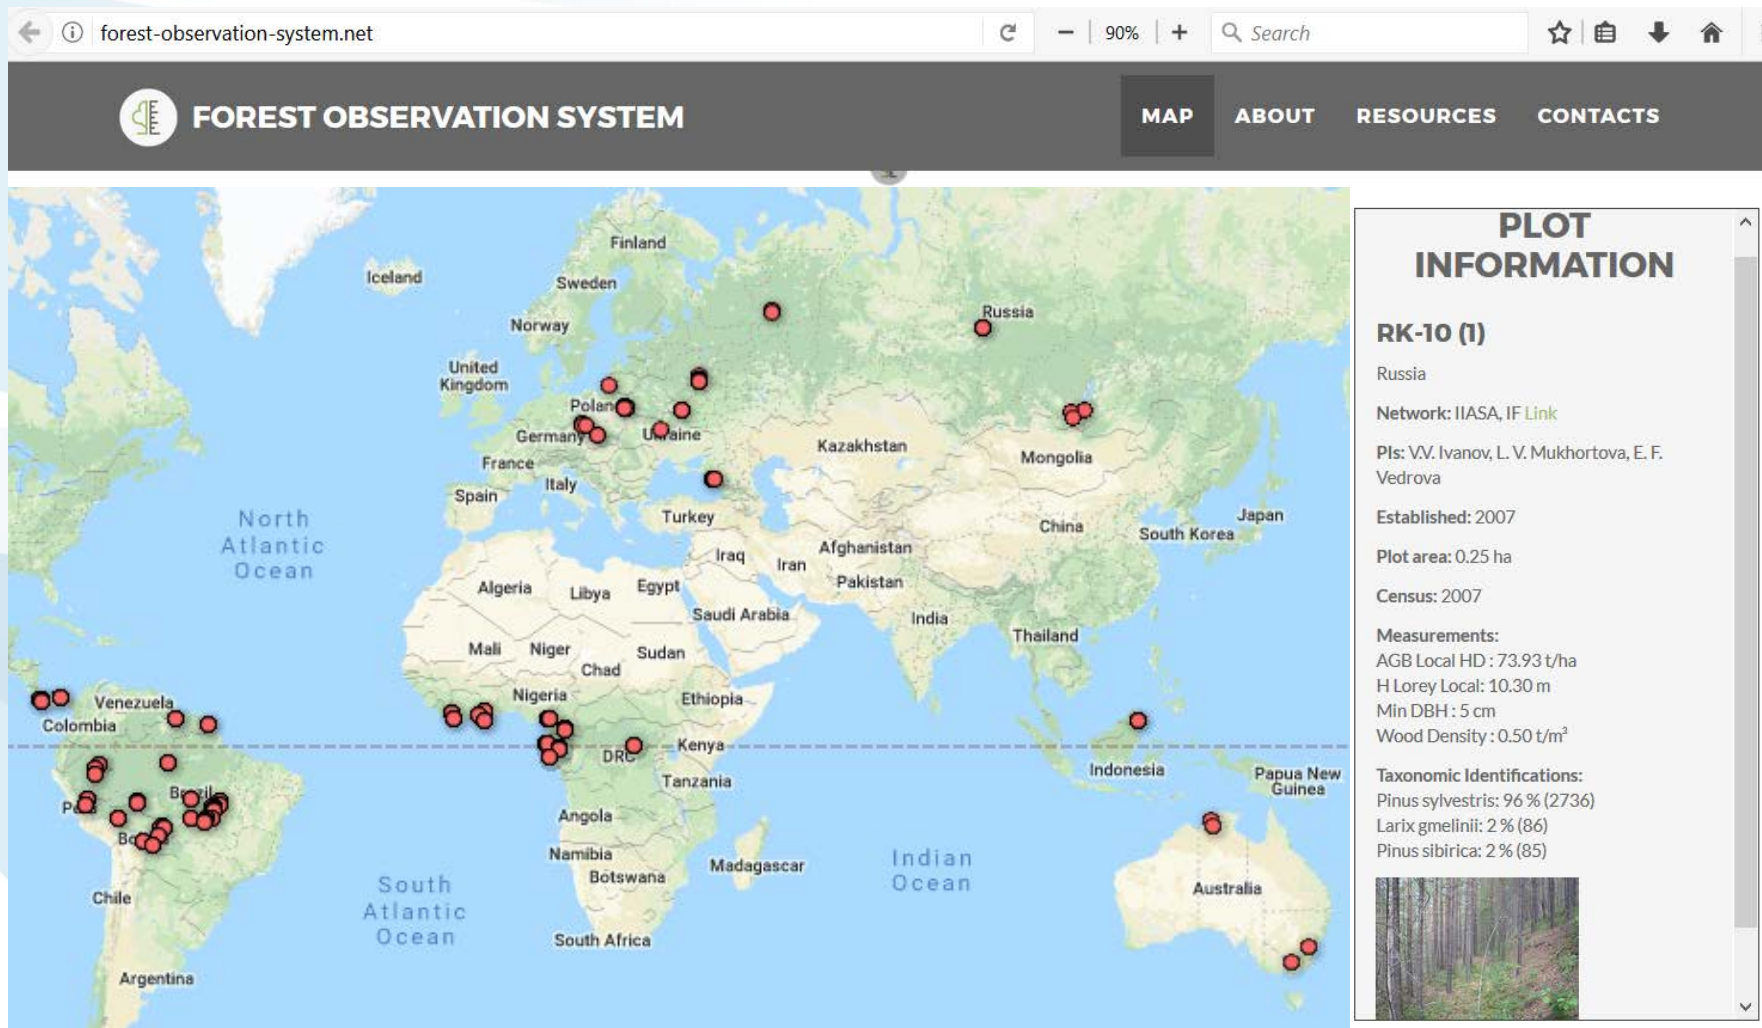 forest-observation-system.net
90%
Search
FOREST OBSERVATION SYSTEM
MAP
ABOUT
RESOURCES
CONTACTS
Finland
Iceland
Sweden
Russia
Norway
United
Kingdom
Polan
Germany
Ukraine
Kazakhstan
Mongolia
France
Italy
Spain
North
Atlantic
Ocean
Turkey
China
Japan
South Korea
Iraq
Iran
Afghanistan
Pakistan
Algeria
Libya
Egypt
Saudi Arabia
India
Thailand
Mali
Niger
Sudan
Chad
Nigeria
Ethiopia
Venezuela
Colombia
DRC
Kenya
Indonesia
Papua New
Guinea
Tanzania
Brazil
Pe
Bo
Angola
Namibia
Botswana
Madagascar
Indian
Ocean
Australia
Chile
South
Atlantic
Ocean
South Africa
Argentina
PLOT
INFORMATION
RK-10 (1)
Russia
Network: IIASA, IF Link
PIs: V.V. Ivanov, L. V. Mukhortova, E. F.
Vedrova
Established: 2007
Plot area: 0.25 ha
Census: 2007
Measurements:
AGB Local HD : 73.93 t/ha
H Lorey Local: 10.30 m
Min DBH : 5 cm
Wood Density : 0.50 t/m³
Taxonomic Identifications:
Pinus sylvestris: 96 % (2736)
Larix gmelinii: 2 % (86)
Pinus sibirica: 2 % (85)